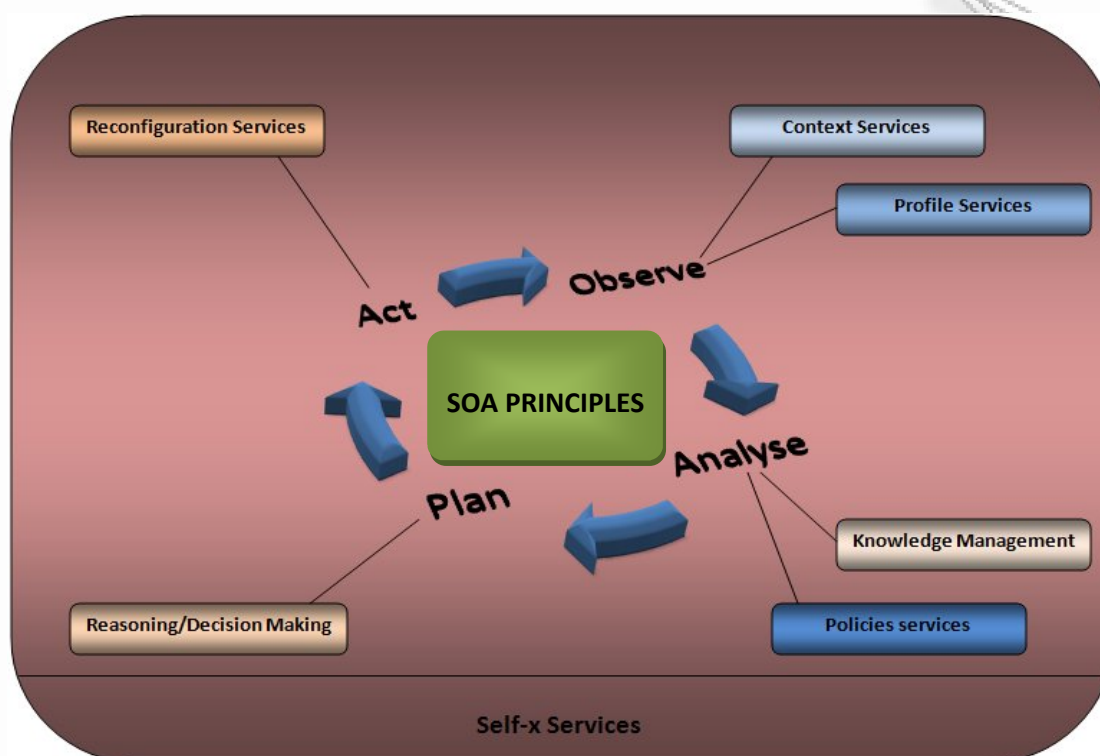 Reconfiguration Services
Context Services
Profile Services
Act
Observe
SOA PRINCIPLES
Analyse
Plan
Knowledge Management
Reasoning/Decision Making
Policies services
Self-x Services